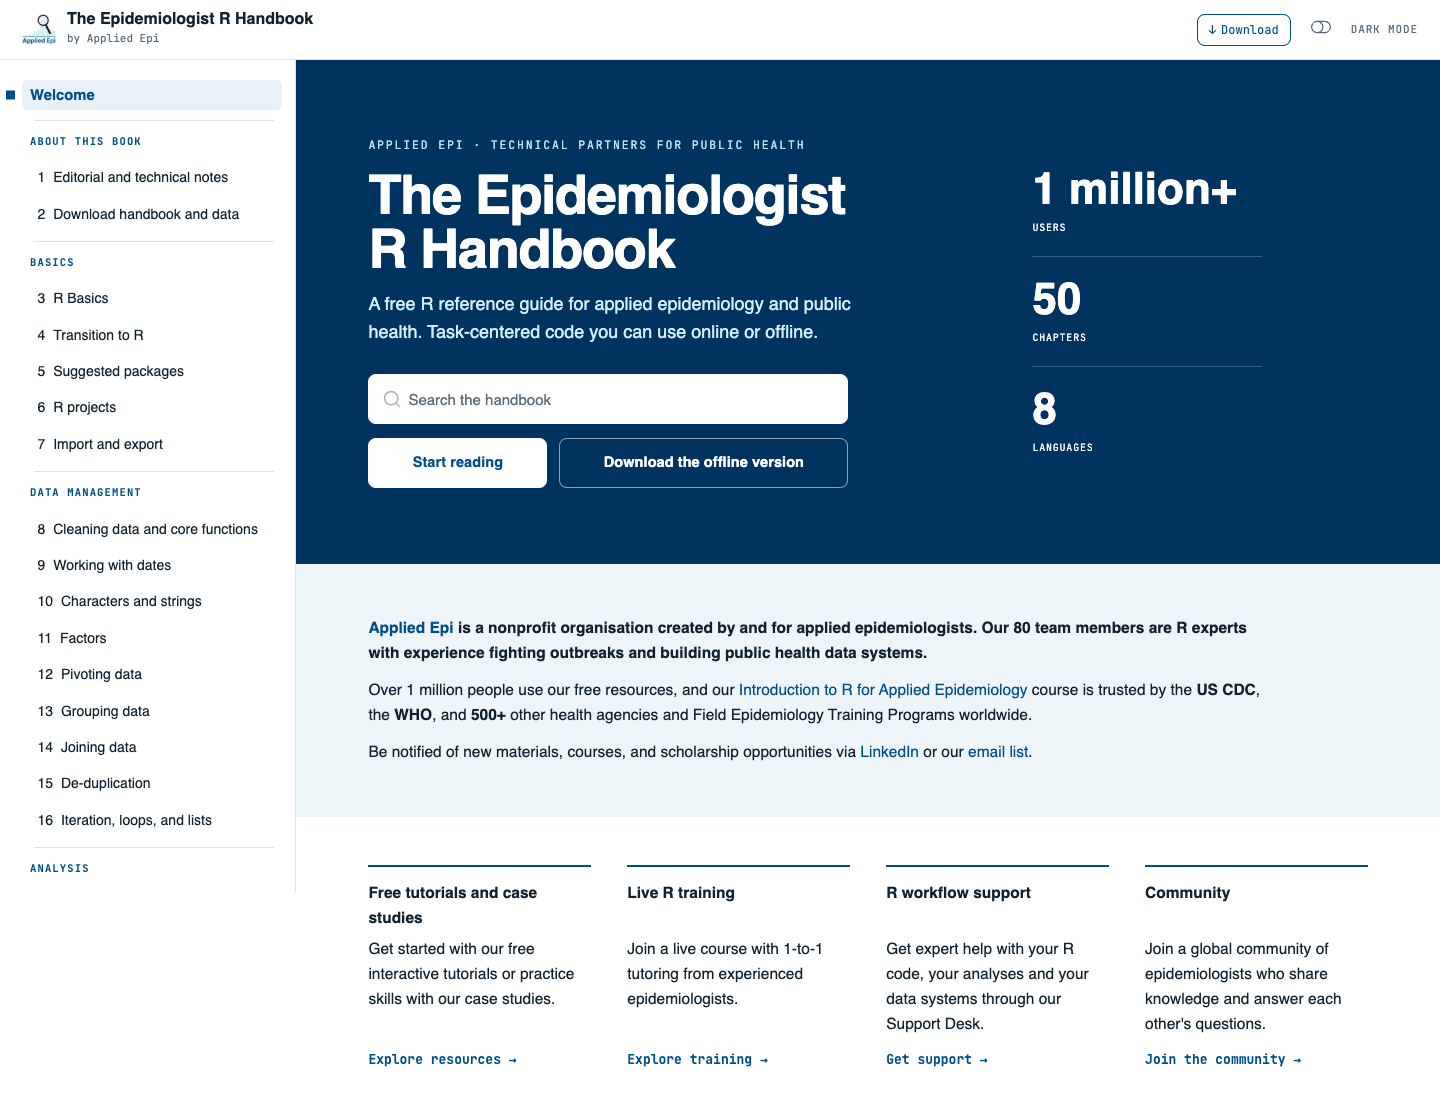 The Epidemiologist R Handbook
by Applied Epi
Applied Epi
↓ Download
DARK MODE
Welcome
ABOUT THIS BOOK
1 Editorial and technical notes
2 Download handbook and data
BASICS
3 R Basics
4 Transition to R
5 Suggested packages
6 R projects
7 Import and export
DATA MANAGEMENT
8 Cleaning data and core functions
9 Working with dates
10 Characters and strings
11 Factors
12 Pivoting data
13 Grouping data
14 Joining data
15 De-duplication
16 Iteration, loops, and lists
ANALYSIS
APPLIED EPI · TECHNICAL PARTNERS FOR PUBLIC HEALTH
The Epidemiologist
R Handbook
A free R reference guide for applied epidemiology and public
health. Task-centered code you can use online or offline.
Search the handbook
Start reading
Download the offline version
1 million+
USERS
50
CHAPTERS
8
LANGUAGES
Applied Epi is a nonprofit organisation created by and for applied epidemiologists. Our 80 team members are R experts
with experience fighting outbreaks and building public health data systems.
Over 1 million people use our free resources, and our Introduction to R for Applied Epidemiology course is trusted by the US CDC,
the WHO, and 500+ other health agencies and Field Epidemiology Training Programs worldwide.
Be notified of new materials, courses, and scholarship opportunities via LinkedIn or our email list.
Free tutorials and case
studies
Get started with our free
interactive tutorials or practice
skills with our case studies.
Explore resources →
Live R training
Join a live course with 1-to-1
tutoring from experienced
epidemiologists.
Explore training →
R workflow support
Get expert help with your R
code, your analyses and your
data systems through our
Support Desk.
Get support →
Community
Join a global community of
epidemiologists who share
knowledge and answer each
other's questions.
Join the community →